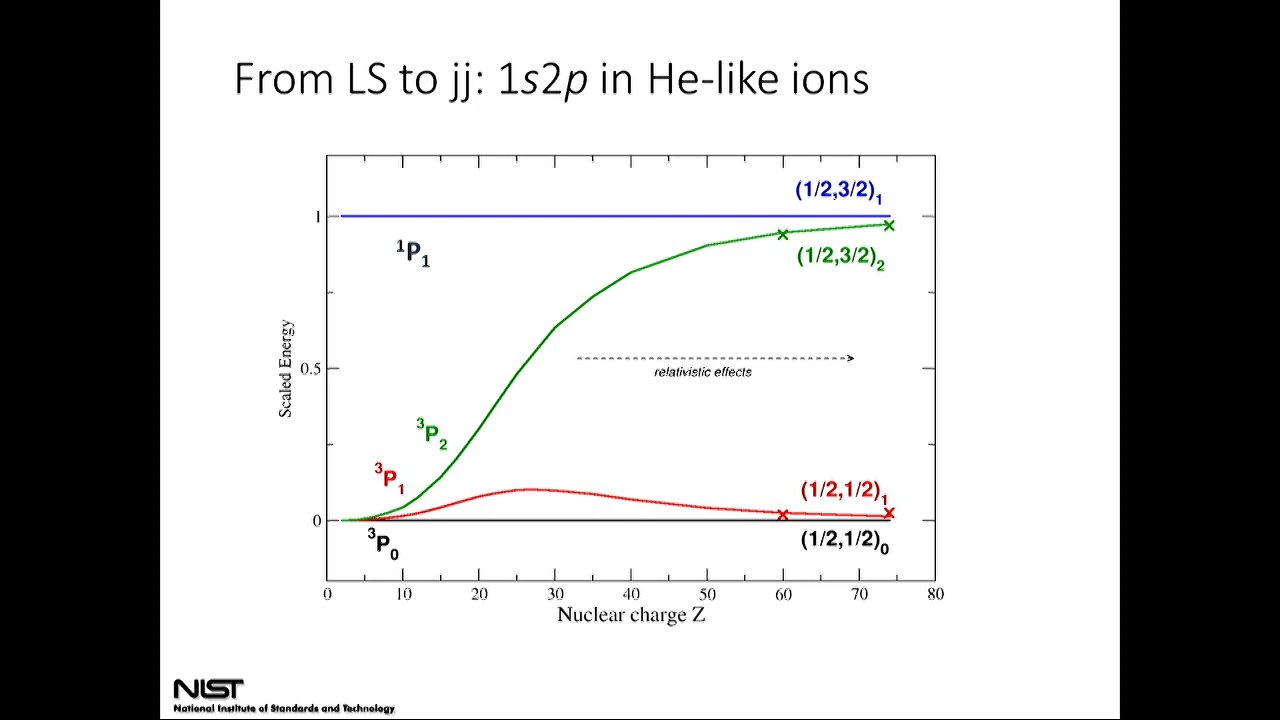 From LS to jj: 1s2p in He-like ions
(1/2,3/2)1
1
1P1
(1/2,3/2)2
Scaled Energy
0.5
relativistic effects
3P2
3P1
(1/2,1/2)1
0
3P0
(1/2,1/2)0
0 10 20 30 40 50 60 70 80
Nuclear charge Z
NIST
National Institute of Standards and Technology